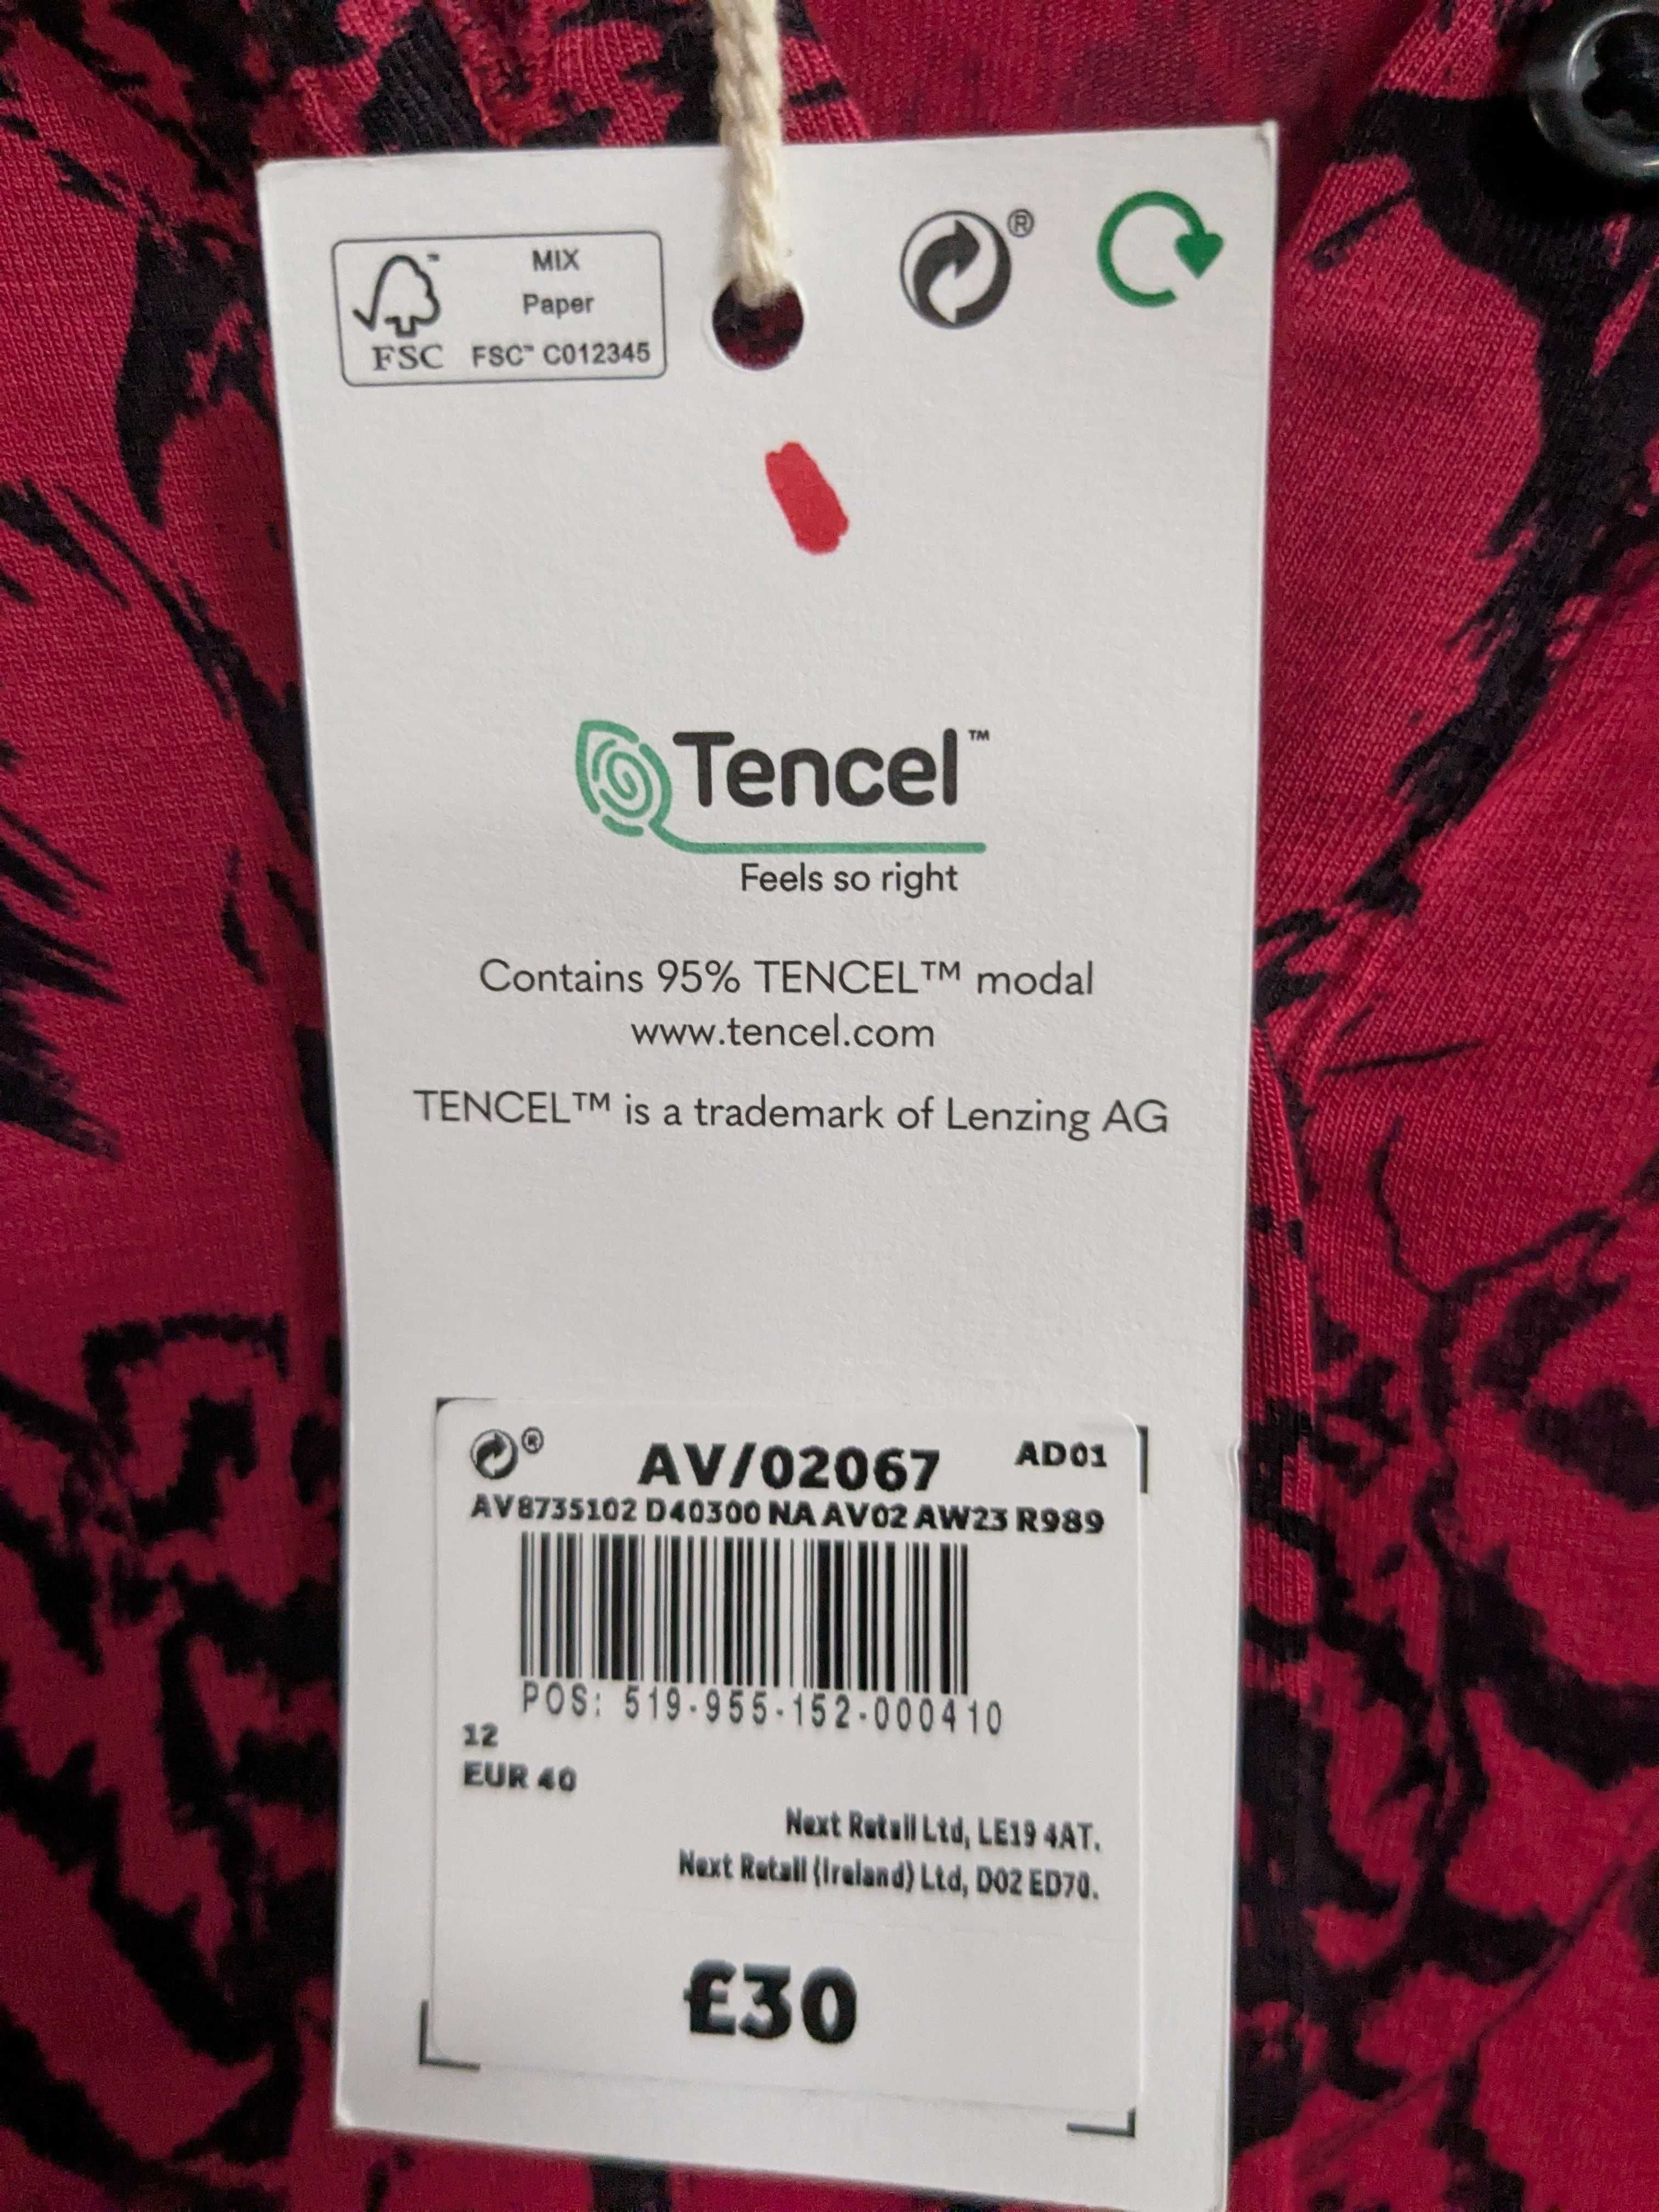 MIX
Paper
FSC™ FSC™ C012345
®
Tencel™
Feels so right
Contains 95% TENCEL™ modal
www.tencel.com
TENCEL™ is a trademark of Lenzing AG
® AV/02067 AD01
AV8735102 D40300 NA AV02 AW23 R989
POS: 519-955-152-000410
12
EUR 40
Next Retail Ltd, LE19 4AT.
Next Retail (Ireland) Ltd, D02 ED70.
£30